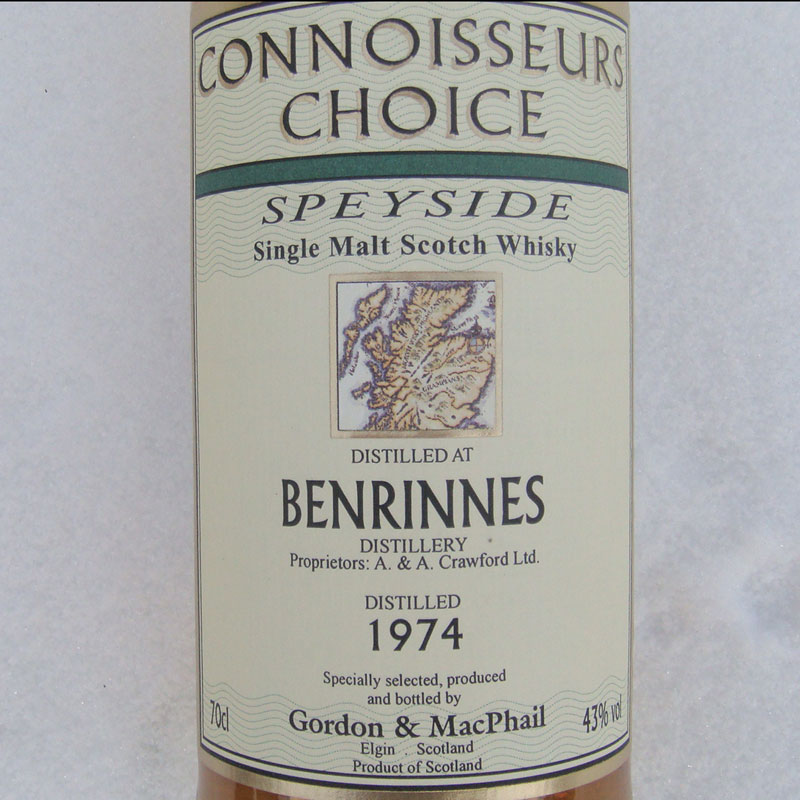 CONNOISSEURS
CHOICE
SPEYSIDE
Single Malt Scotch Whisky
DISTILLED AT
BENRINNES
DISTILLERY
Proprietors: A. & A. Crawford Ltd.
DISTILLED
1974
Specially selected, produced
and bottled by
70cl Gordon & MacPhail 43% vol
Elgin . Scotland
Product of Scotland